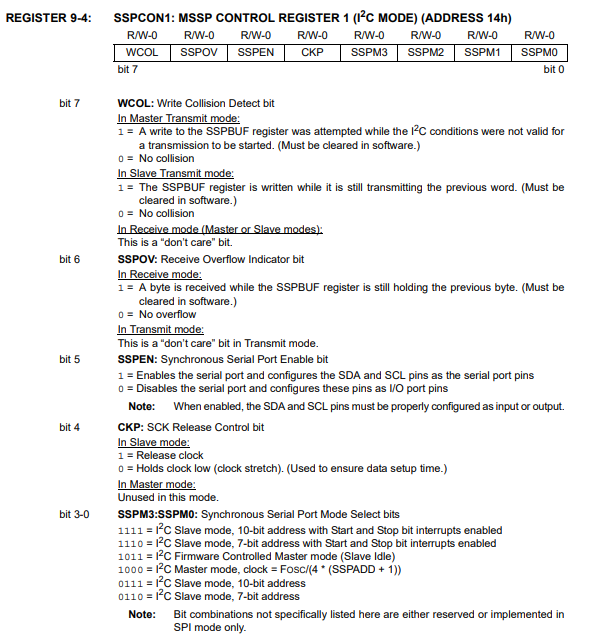 REGISTER 9-4: SSPCON1: MSSP CONTROL REGISTER 1 (I2C MODE) (ADDRESS 14h)
R/W-0 R/W-0 R/W-0 R/W-0 R/W-0 R/W-0 R/W-0 R/W-0
WCOL SSPOV SSPEN CKP SSPM3 SSPM2 SSPM1 SSPM0
bit 7 bit 0
bit 7 WCOL: Write Collision Detect bit
In Master Transmit mode:
1 = A write to the SSPBUF register was attempted while the I2C conditions were not valid for
a transmission to be started. (Must be cleared in software.)
0 = No collision
In Slave Transmit mode:
1 = The SSPBUF register is written while it is still transmitting the previous word. (Must be
cleared in software.)
0 = No collision
In Receive mode (Master or Slave modes):
This is a “don’t care” bit.
bit 6 SSPOV: Receive Overflow Indicator bit
In Receive mode:
1 = A byte is received while the SSPBUF register is still holding the previous byte. (Must be
cleared in software.)
0 = No overflow
In Transmit mode:
This is a “don’t care” bit in Transmit mode.
bit 5 SSPEN: Synchronous Serial Port Enable bit
1 = Enables the serial port and configures the SDA and SCL pins as the serial port pins
0 = Disables the serial port and configures these pins as I/O port pins
Note: When enabled, the SDA and SCL pins must be properly configured as input or output.
bit 4 CKP: SCK Release Control bit
In Slave mode:
1 = Release clock
0 = Holds clock low (clock stretch). (Used to ensure data setup time.)
In Master mode:
Unused in this mode.
bit 3-0 SSPM3:SSPM0: Synchronous Serial Port Mode Select bits
1111 = I2C Slave mode, 10-bit address with Start and Stop bit interrupts enabled
1110 = I2C Slave mode, 7-bit address with Start and Stop bit interrupts enabled
1011 = I2C Firmware Controlled Master mode (Slave Idle)
1000 = I2C Master mode, clock = FOSC/(4 * (SSPADD + 1))
0111 = I2C Slave mode, 10-bit address
0110 = I2C Slave mode, 7-bit address
Note: Bit combinations not specifically listed here are either reserved or implemented in
SPI mode only.